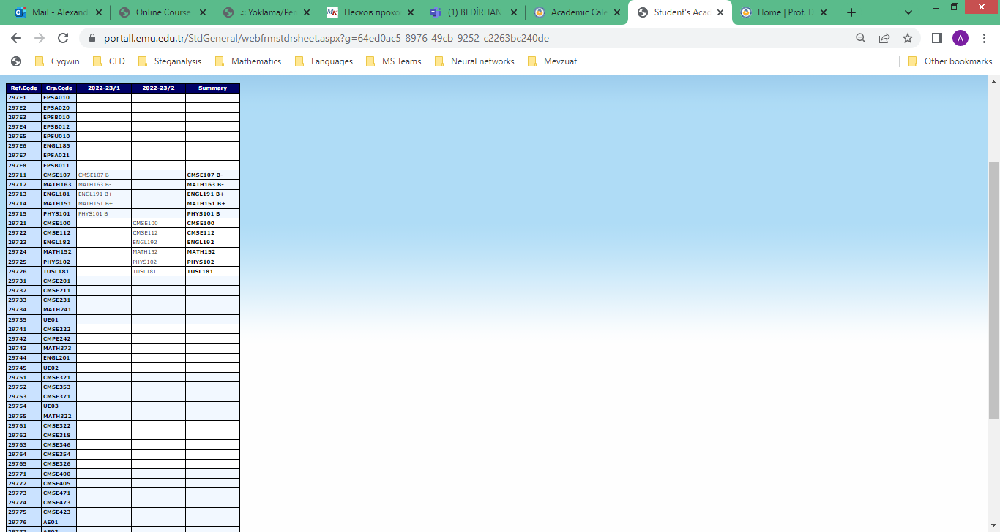 Mail - Alexand
Online Course
.:: Yoklama/Per
Песков проко
(1) BEDİRHAN
Academic Cale
Student's Acad
Home | Prof. D
portall.emu.edu.tr/StdGeneral/webfrmstdrsheet.aspx?g=64ed0ac5-8976-49cb-9252-c2263bc240de
A
Cygwin CFD Steganalysis Mathematics Languages MS Teams Neural networks Mevzuat Other bookmarks
Ref.Code Crs.Code 2022-23/1 2022-23/2 Summary
297E1 EPSA010
297E2 EPSA020
297E3 EPSB010
297E4 EPSB012
297E5 EPSU010
297E6 ENGL185
297E7 EPSA021
297E8 EPSB011
29711 CMSE107 CMSE107 B- CMSE107 B-
29712 MATH163 MATH163 B- MATH163 B-
29713 ENGL181 ENGL191 B+ ENGL191 B+
29714 MATH151 MATH151 B+ MATH151 B+
29715 PHYS101 PHYS101 B PHYS101 B
29721 CMSE100 CMSE100 CMSE100
29722 CMSE112 CMSE112 CMSE112
29723 ENGL182 ENGL192 ENGL192
29724 MATH152 MATH152 MATH152
29725 PHYS102 PHYS102 PHYS102
29726 TUSL181 TUSL181 TUSL181
29731 CMSE201
29732 CMSE211
29733 CMSE231
29734 MATH241
29735 UE01
29741 CMSE222
29742 CMPE242
29743 MATH373
29744 ENGL201
29745 UE02
29751 CMSE321
29752 CMSE353
29753 CMSE371
29754 UE03
29755 MATH322
29761 CMSE322
29762 CMSE318
29763 CMSE346
29764 CMSE354
29765 CMSE326
29771 CMSE400
29772 CMSE405
29773 CMSE471
29774 CMSE473
29775 CMSE423
29776 AE01
29777 AE02